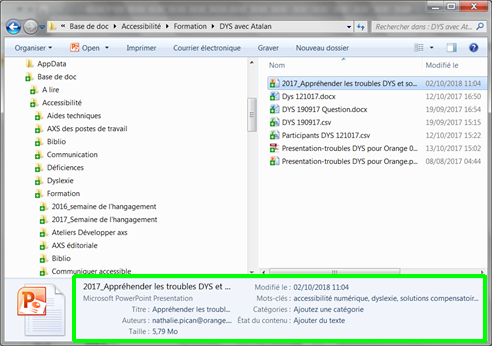 « Base de doc ▸ Accessibilité ▸ Formation ▸ DYS avec Atalan
Rechercher dans : DYS avec A...
Organiser Open Imprimer Courrier électronique Graver Nouveau dossier
AppData
Base de doc
A lire
Accessibilité
Aides techniques
AXS des postes de travail
Biblio
Communication
Déficiences
Dyslexie
Formation
2016_semaine de l'hangagement
2017_Semaine de l'hangagement
Ateliers Développer axs
AXS éditoriale
Biblio
Communiquer accessible
Nom Modifié le
2017_Appréhender les troubles DYS et so... 02/10/2018 11:04
Dys 121017.docx 12/10/2017 16:50
DYS 190917 Question.docx 19/09/2017 16:54
DYS 190917.csv 19/09/2017 15:15
Participants DYS 121017.csv 12/10/2017 15:22
Presentation-troubles DYS pour Orange 0... 13/10/2017 15:02
Presentation-troubles DYS pour Orange.p... 08/08/2017 04:44
2017_Appréhender les troubles DYS et ...
Microsoft PowerPoint Presentation
Titre : Appréhender les troubl...
Auteurs : nathalie.pican@orange...
Taille : 5,79 Mo
Modifié le : 02/10/2018 11:04
Mots-clés : accessibilité numérique, dyslexie, solutions compensatoir...
Catégories : Ajoutez une catégorie
État du contenu : Ajouter du texte